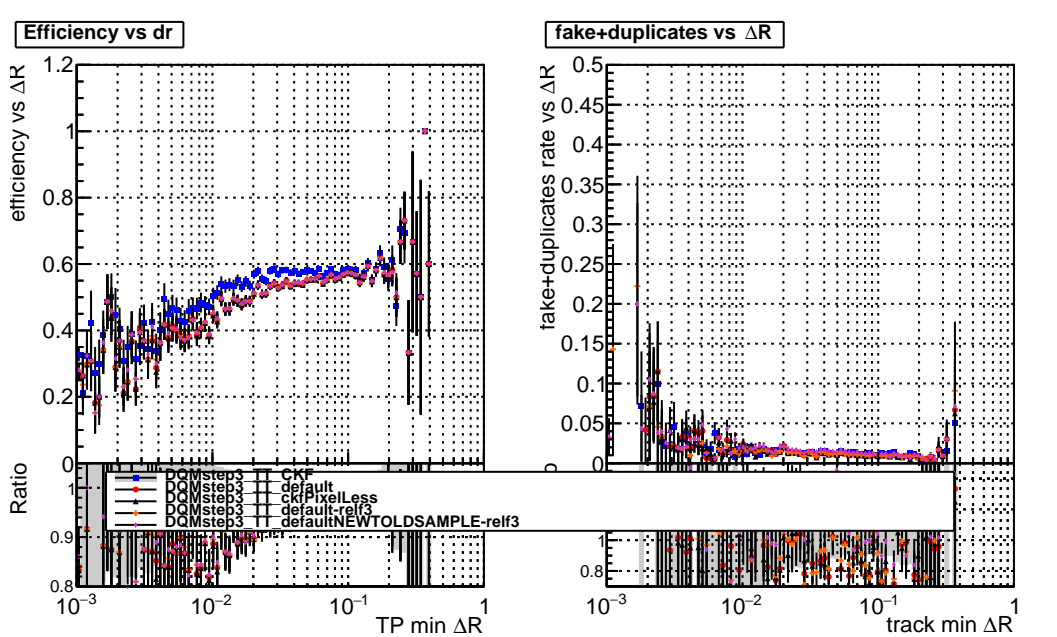 Efficiency vs dr
efficiency vs ΔR
1.2
1
0.8
0.6
0.4
0.2
0
Ratio
1
0.9
0.8
10−3
10−2
10−1
1
TP min ΔR
fake+duplicates vs ΔR
fake+duplicates rate vs ΔR
0.5
0.45
0.4
0.35
0.3
0.25
0.2
0.15
0.1
0.05
0
1
0.8
10−3
10−2
10−1
1
track min ΔR
DQMstep3_TT_CKF
DQMstep3_TT_default
DQMstep3_TT_ckfPixelLess
DQMstep3_TT_default-relf3
DQMstep3_TT_defaultNEWTOLDSAMPLE-relf3